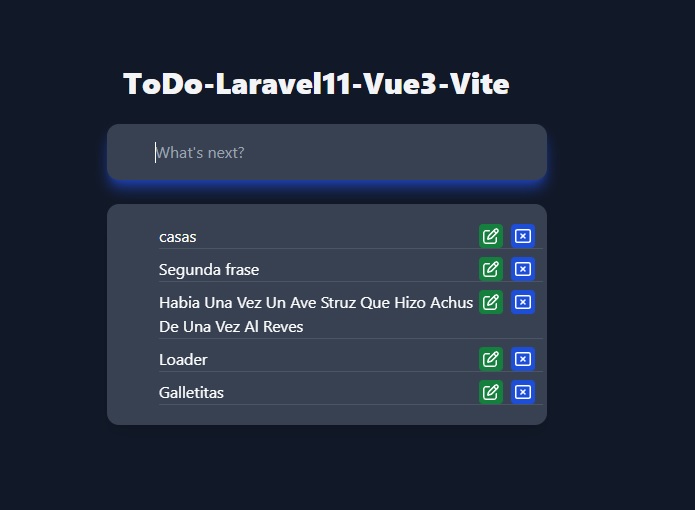 ToDo-Laravel11-Vue3-Vite
What's next?
casas
Segunda frase
Habia Una Vez Un Ave Struz Que Hizo Achus
De Una Vez Al Reves
Loader
Galletitas